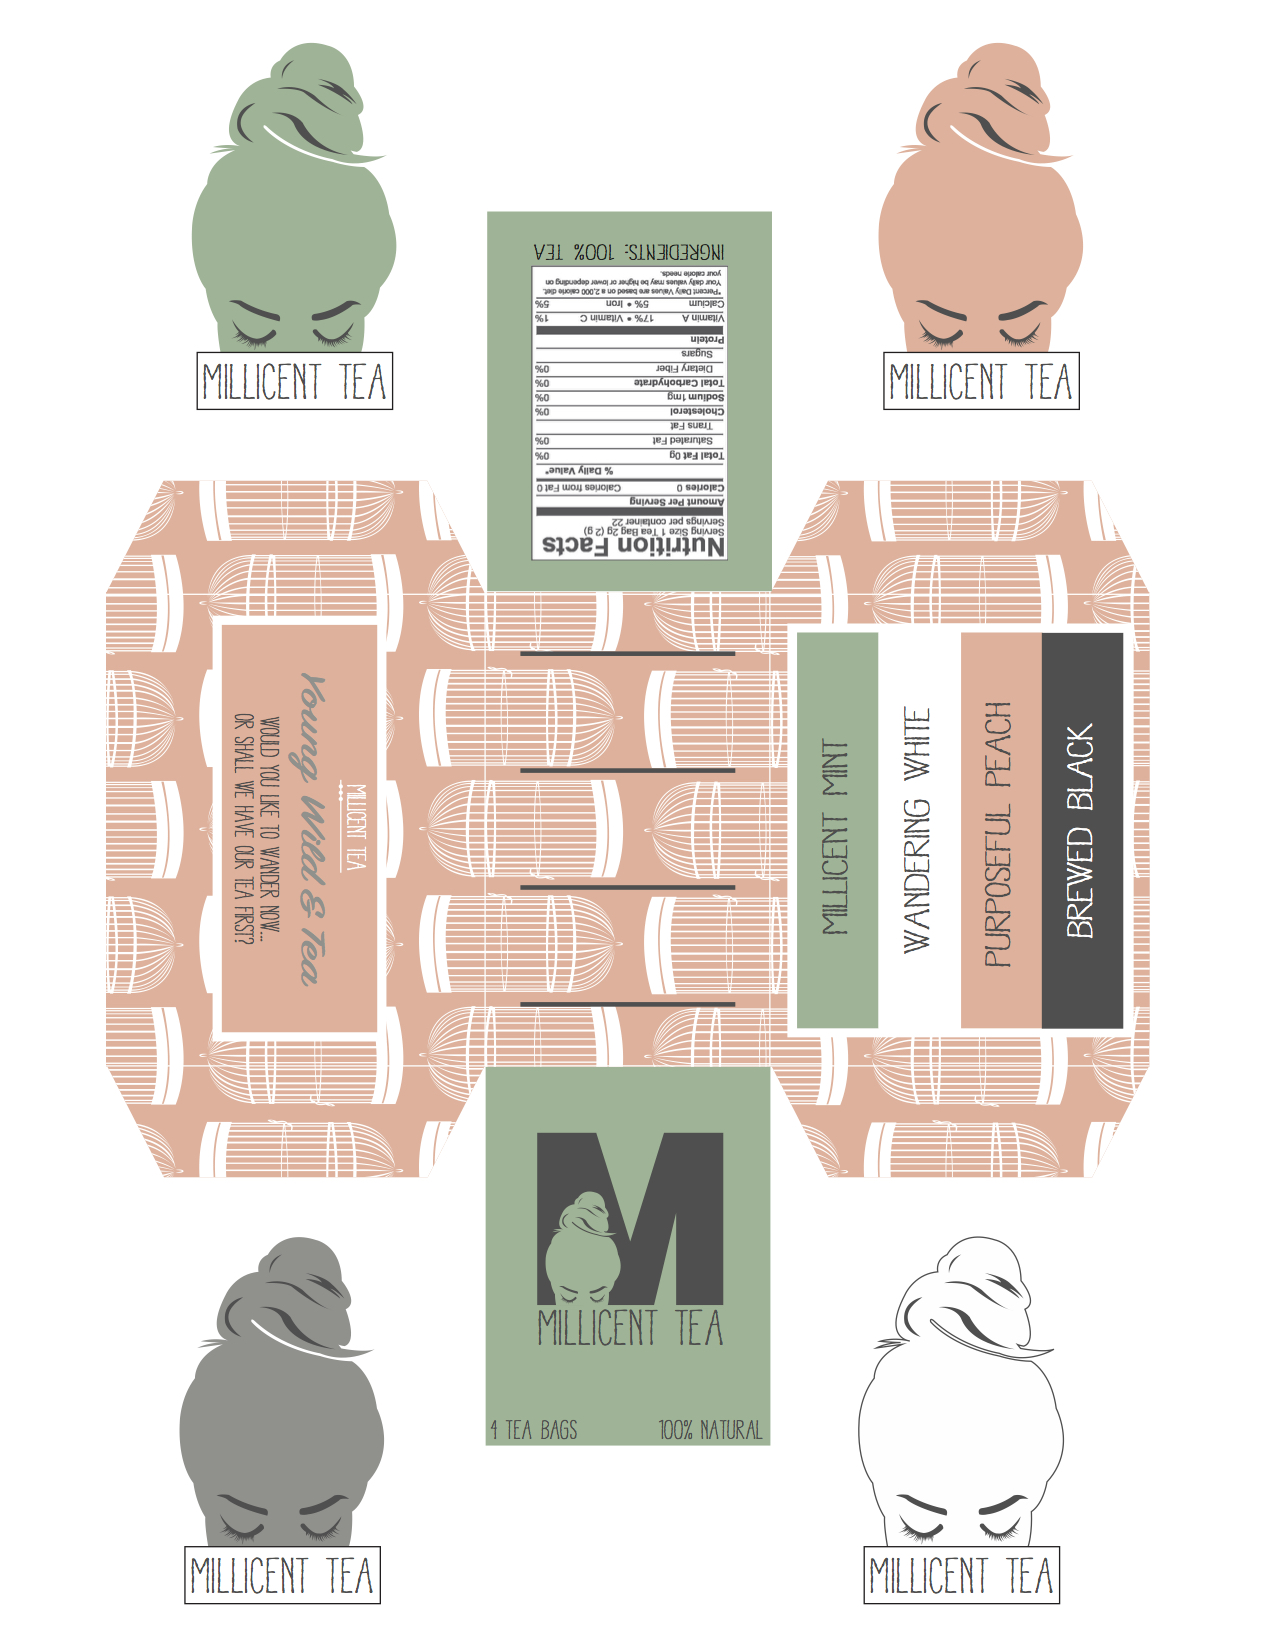 MILLICENT TEA
MILLICENT TEA
Nutrition Facts
Serving Size 1 Tea Bag 2g (2 g)
Servings per container 22
Amount Per Serving
Calories 0 Calories from Fat 0
% Daily Value*
Total Fat 0g 0%
Saturated Fat 0%
Trans Fat
Cholesterol 0%
Sodium 1mg 0%
Total Carbohydrate 0%
Dietary Fiber 0%
Sugars
Protein
Vitamin A 17% • Vitamin C 1%
Calcium 5% • Iron 5%
*Percent Daily Values are based on a 2,000 calorie diet.
Your daily values may be higher or lower depending on
your calorie needs.
INGREDIENTS: 100% TEA
MILLICENT TEA
Young Wild & Tea
WOULD YOU LIKE TO WANDER NOW...
OR SHALL WE HAVE OUR TEA FIRST?
MILLICENT MINT
WANDERING WHITE
PURPOSEFUL PEACH
BREWED BLACK
M
MILLICENT TEA
4 TEA BAGS 100% NATURAL
MILLICENT TEA
MILLICENT TEA